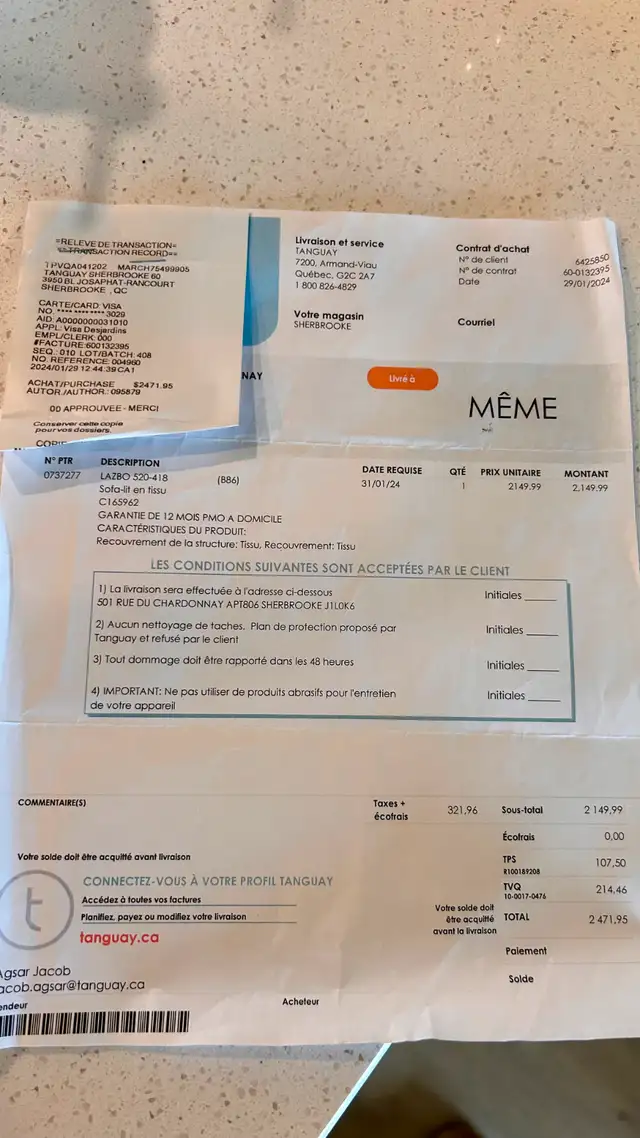 =RELEVE DE TRANSACTION=
==TRANSACTION RECORD==
TPVQA041202 MARCH75499905
TANGUAY SHERBROOKE 60
3950 BL JOSAPHAT-RANCOURT
SHERBROOKE , QC
CARTE/CARD: VISA
NO. **** **** **** 3029
AID: A0000000031010
APPL: Visa Desjardins
EMPL/CLERK: 000
#FACTURE:600132395
SEQ.: 010 LOT/BATCH: 408
NO. REFERENCE: 004960
2024/01/29 12:44:39 CA1
ACHAT/PURCHASE $2471.95
AUTOR./AUTHOR.: 095879
00 APPROUVEE - MERCI
Conserver cette copie
pour vos dossiers.
Livraison et service
TANGUAY
7200, Armand-Viau
Québec, G2C 2A7
1 800 826-4829
Votre magasin
SHERBROOKE
Contrat d'achat
N° de client 6425850
N° de contrat 60-0132395
Date 29/01/2024
Courriel
NAY
Livré à
MÊME
N° PTR DESCRIPTION DATE REQUISE QTÉ PRIX UNITAIRE MONTANT
0737277 LAZBO 520-418 (B86) 31/01/24 1 2149.99 2,149.99
Sofa-lit en tissu
C165962
GARANTIE DE 12 MOIS PMO A DOMICILE
CARACTÉRISTIQUES DU PRODUIT:
Recouvrement de la structure: Tissu, Recouvrement: Tissu
LES CONDITIONS SUIVANTES SONT ACCEPTÉES PAR LE CLIENT
1) La livraison sera effectuée à l'adresse ci-dessous Initiales
501 RUE DU CHARDONNAY APT806 SHERBROOKE J1L0K6
2) Aucun nettoyage de taches. Plan de protection proposé par Initiales
Tanguay et refusé par le client
3) Tout dommage doit être rapporté dans les 48 heures Initiales
4) IMPORTANT: Ne pas utiliser de produits abrasifs pour l'entretien Initiales
de votre appareil
COMMENTAIRE(S)
Taxes + 321,96
écofrais
Sous-total 2 149,99
Écofrais 0,00
TPS 107,50
R100189208
TVQ 214,46
10-0017-0476
Votre solde doit
être acquitté
avant la livraison
TOTAL 2 471,95
Paiement
Solde
Votre solde doit être acquitté avant livraison
t
CONNECTEZ-VOUS À VOTRE PROFIL TANGUAY
Accédez à toutes vos factures
Planifiez, payez ou modifiez votre livraison
tanguay.ca
Agsar Jacob
acob.agsar@tanguay.ca
endeur
Acheteur